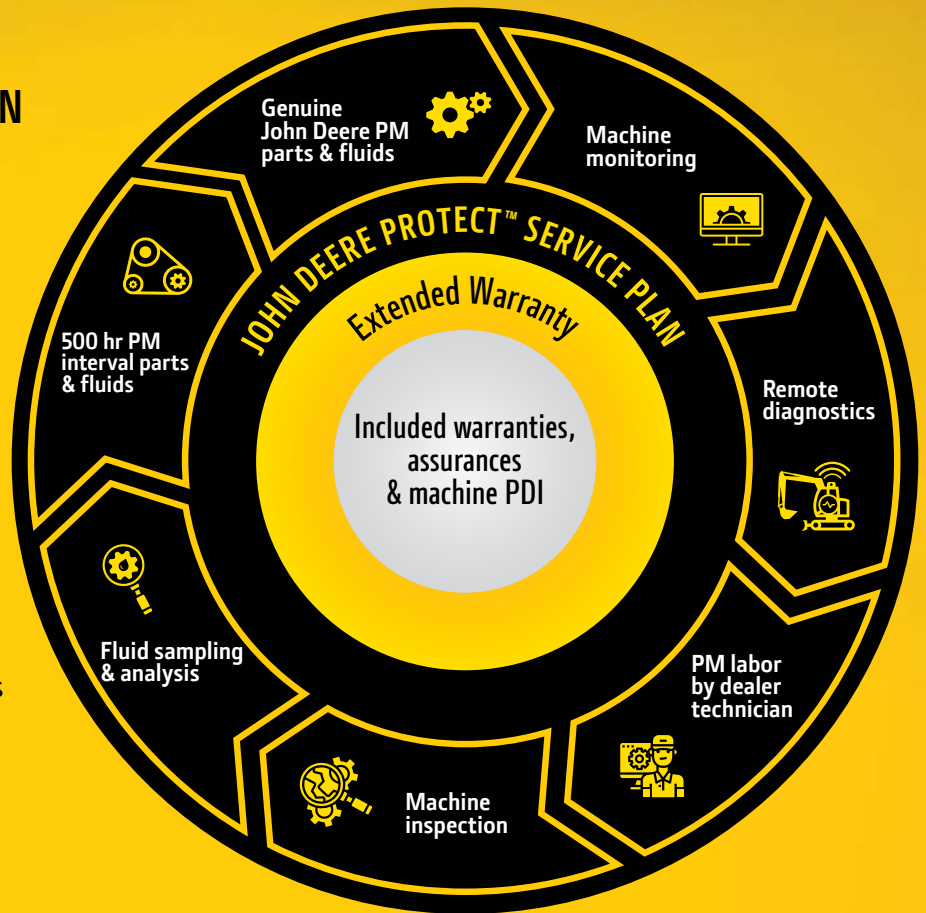 N
Genuine
John Deere PM
parts & fluids
Machine
monitoring
JOHN DEERE PROTECT™ SERVICE PLAN
Extended Warranty
500 hr PM
interval parts
& fluids
Remote
diagnostics
Included warranties,
assurances
& machine PDI
Fluid sampling
& analysis
s
PM labor
by dealer
technician
Machine
inspection